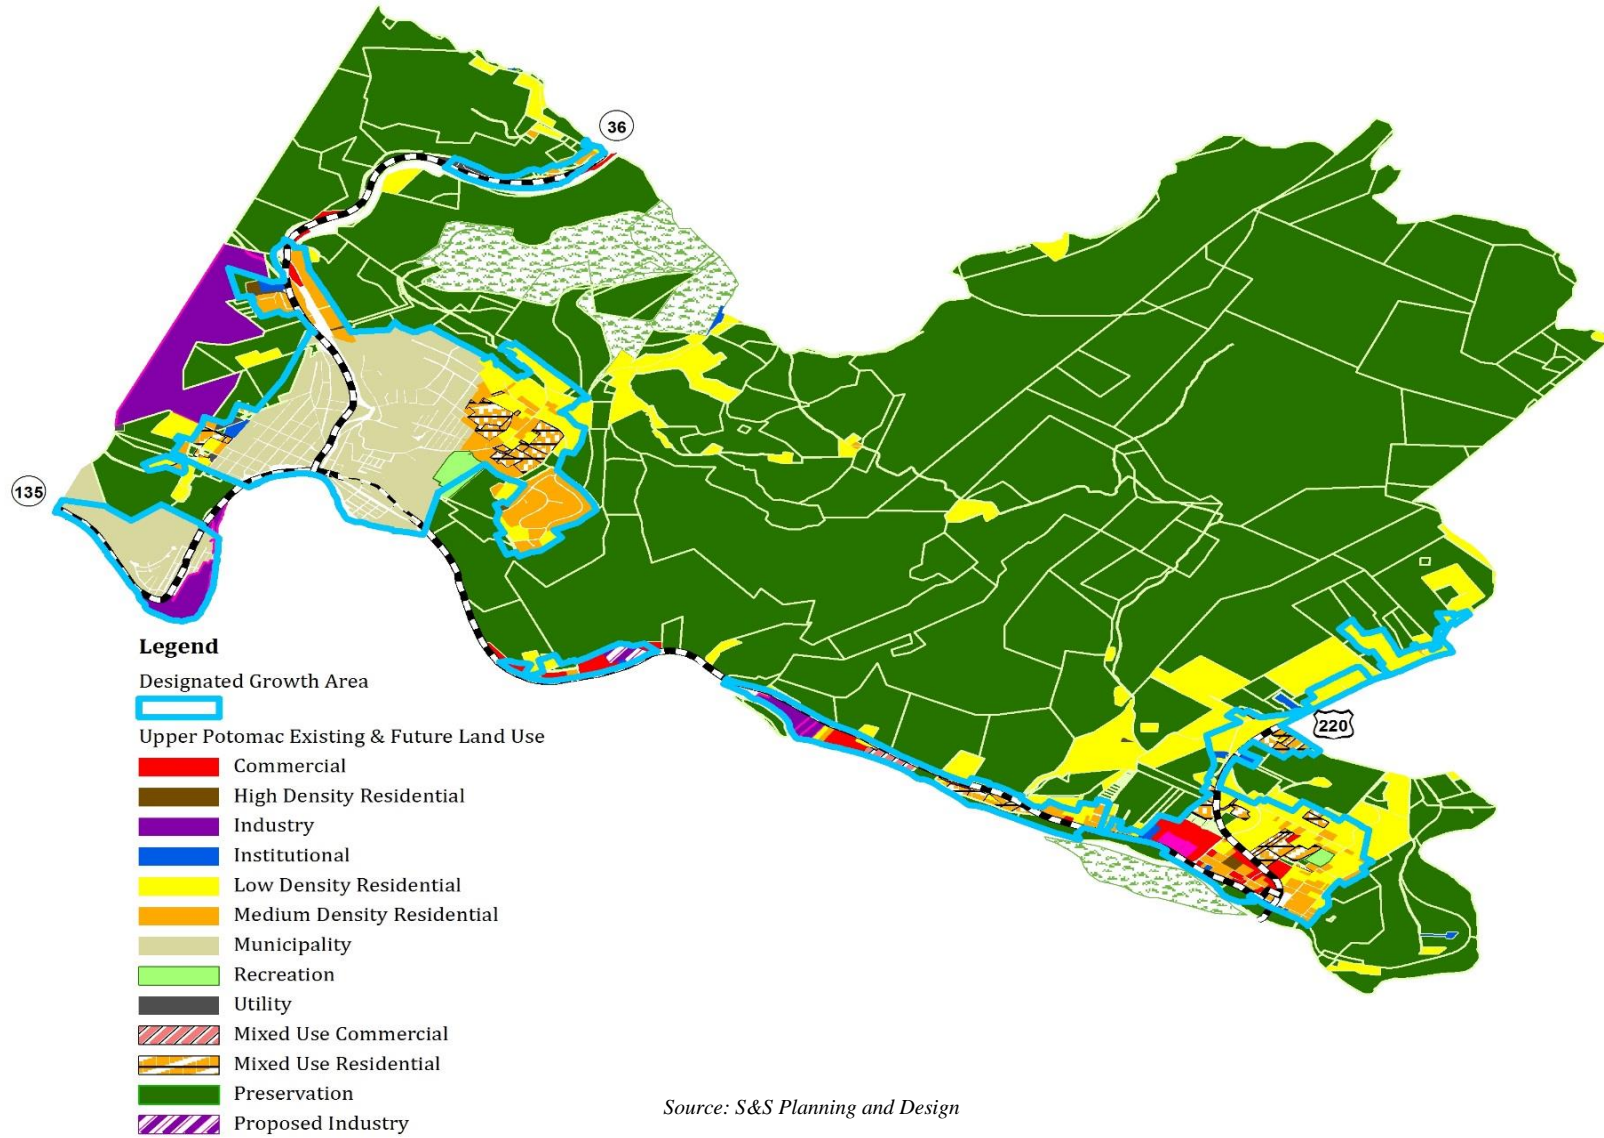 36
135
220
Legend
Designated Growth Area
Upper Potomac Existing & Future Land Use
Commercial
High Density Residential
Industry
Institutional
Low Density Residential
Medium Density Residential
Municipality
Recreation
Utility
Mixed Use Commercial
Mixed Use Residential
Preservation
Proposed Industry
Source: S&S Planning and Design